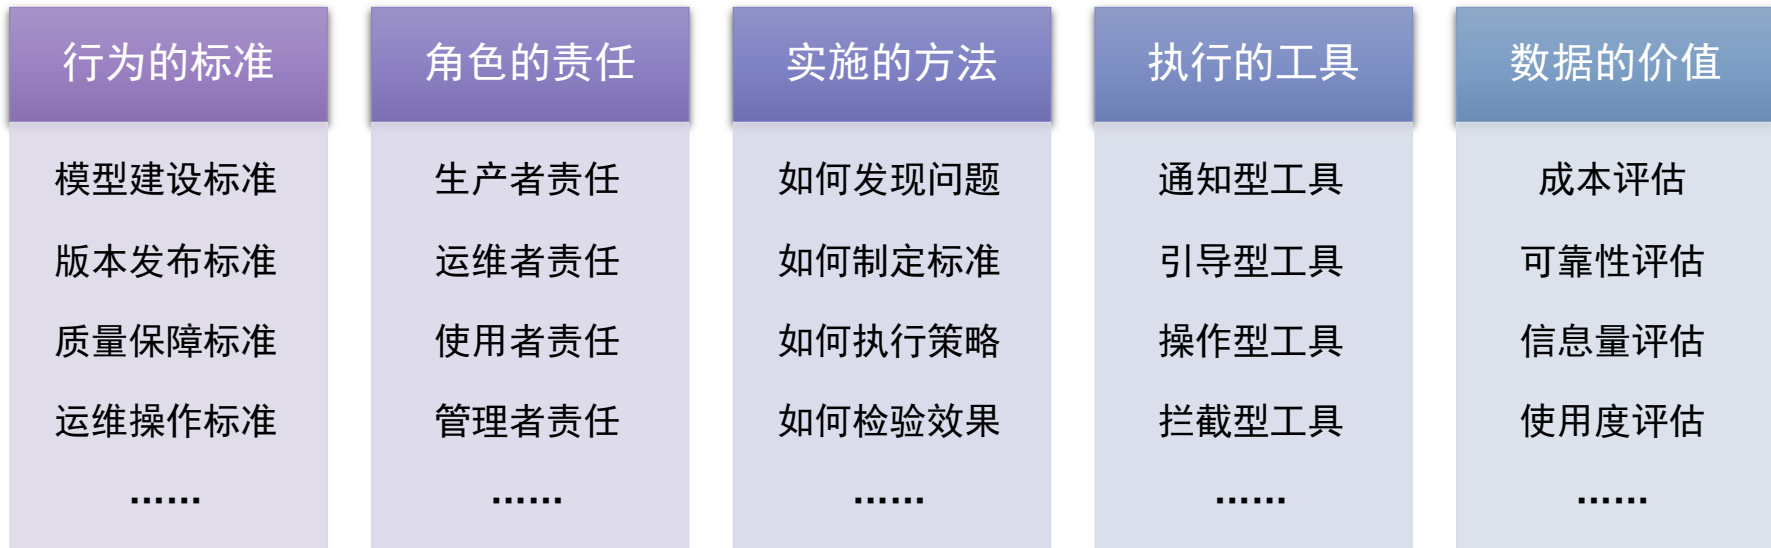 行为的标准
模型建设标准
版本发布标准
质量保障标准
运维操作标准
……
角色的责任
生产者责任
运维者责任
使用者责任
管理者责任
……
实施的方法
如何发现问题
如何制定标准
如何执行策略
如何检验效果
……
执行的工具
通知型工具
引导型工具
操作型工具
拦截型工具
……
数据的价值
成本评估
可靠性评估
信息量评估
使用度评估
……